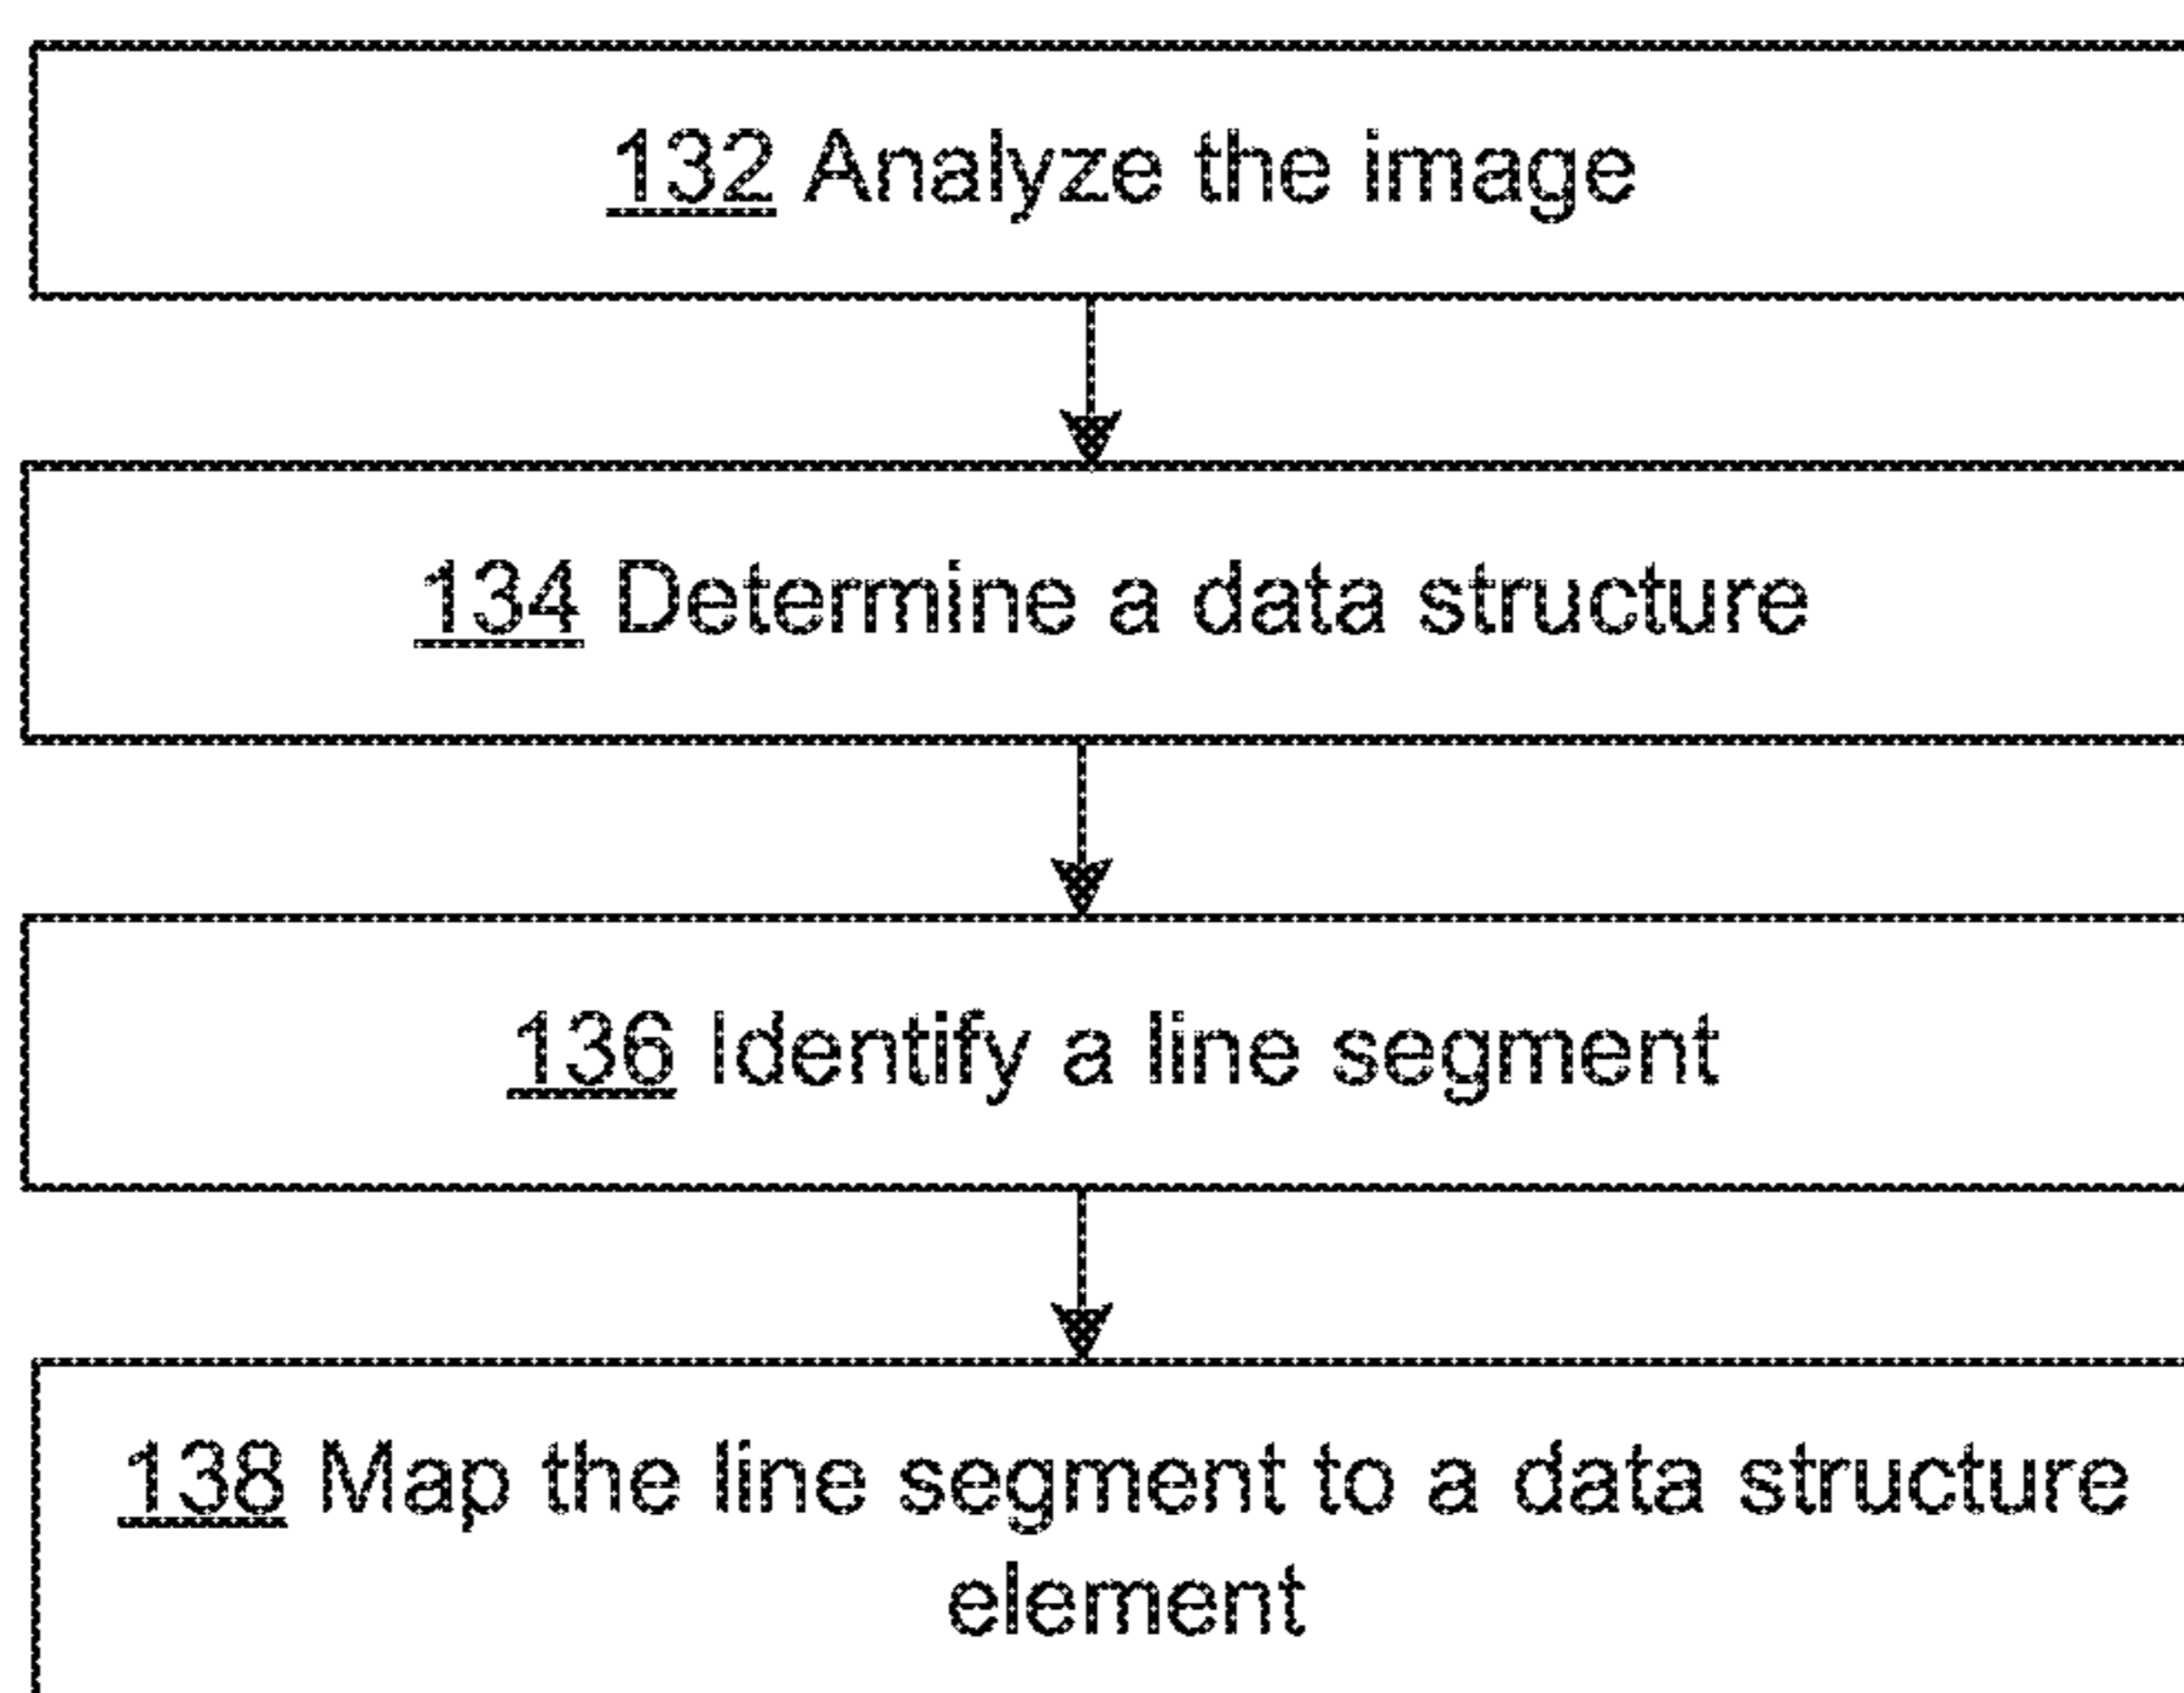 132 Analyze the image
134 Determine a data structure
136 Identify a line segment
138 Map the line segment to a data structure
element